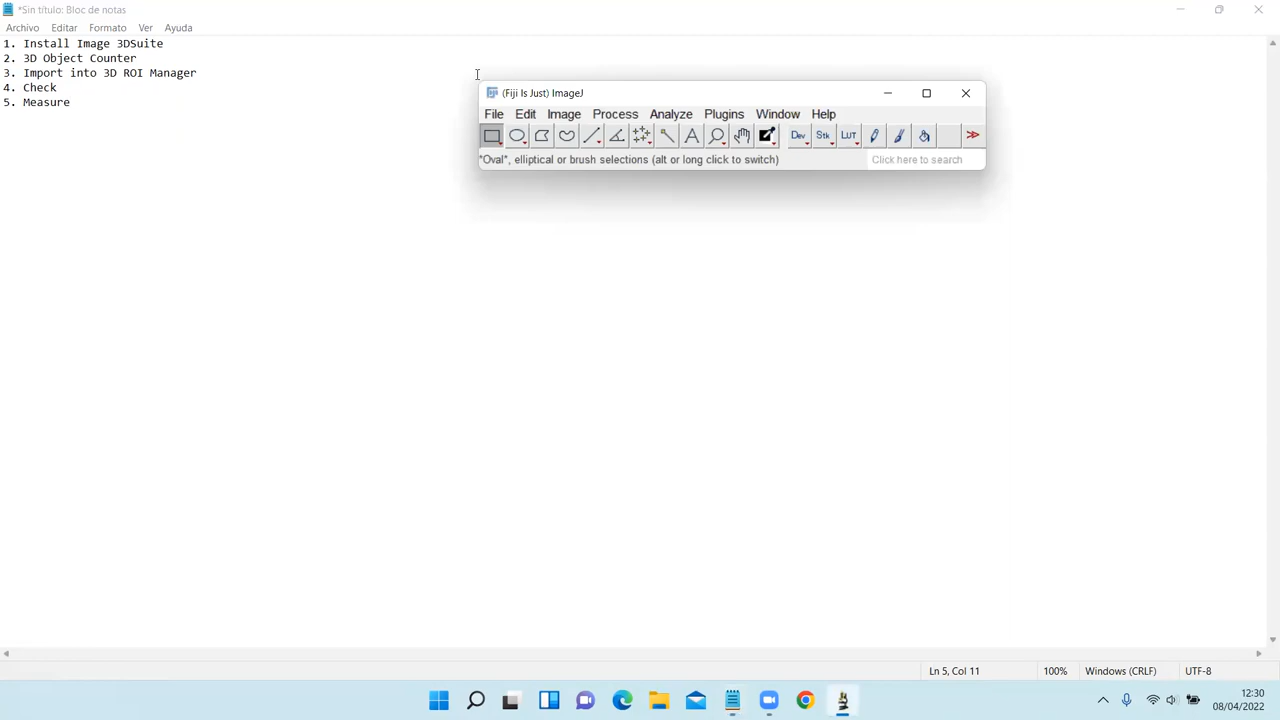 *Sin título: Bloc de notas
Archivo Editar Formato Ver Ayuda
1. Install Image 3DSuite
2. 3D Object Counter
3. Import into 3D ROI Manager
4. Check
5. Measure
(Fiji Is Just) ImageJ
File Edit Image Process Analyze Plugins Window Help
Dev Stk LUT
*Oval*, elliptical or brush selections (alt or long click to switch)
Click here to search
Ln 5, Col 11 100% Windows (CRLF) UTF-8
12:30
08/04/2022